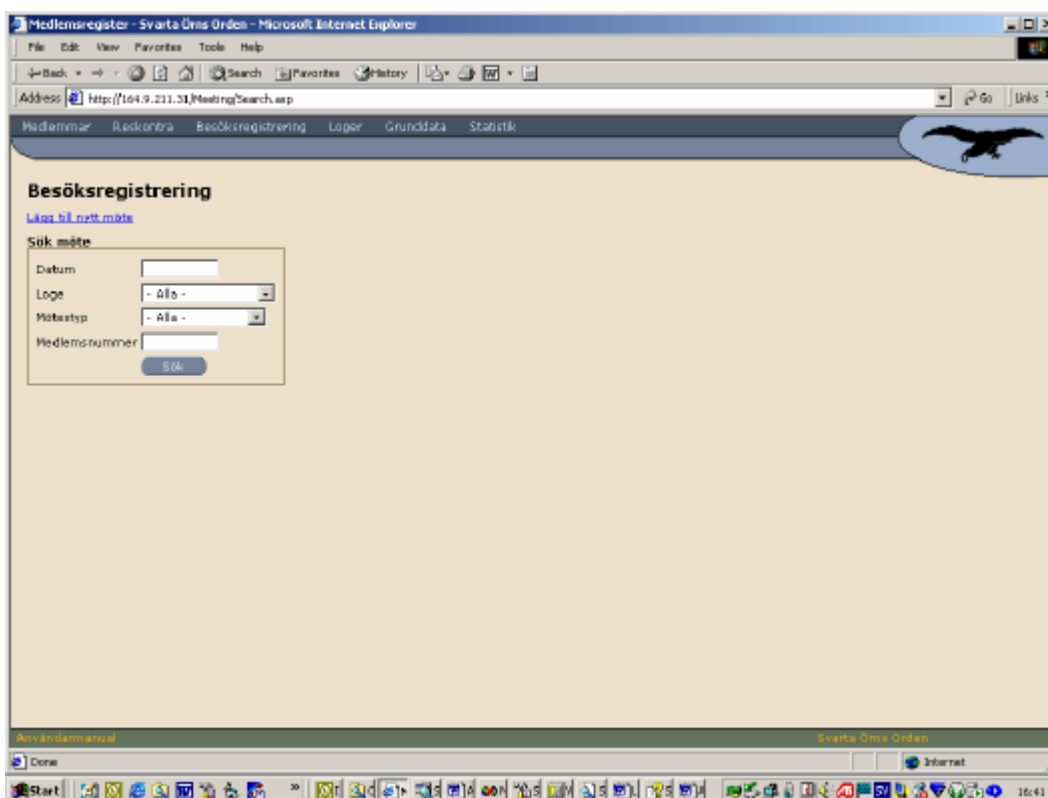 Medlemsregister - Svarta Örns Orden - Microsoft Internet Explorer
File Edit View Favorites Tools Help
Back Search Favorites History
Address http://164.9.211.31/Meeting/Search.asp Go Links
Medlemmar Reskontra Besöksregistrering Loger Grunddata Statistik
Besöksregistrering
Lägg till nytt möte
Sök möte
Datum
Loge - Alla -
Mötestyp - Alla -
Medlemsnummer
Sök
Användarmanual Svarta Örns Orden
Done Internet
Start 16:41